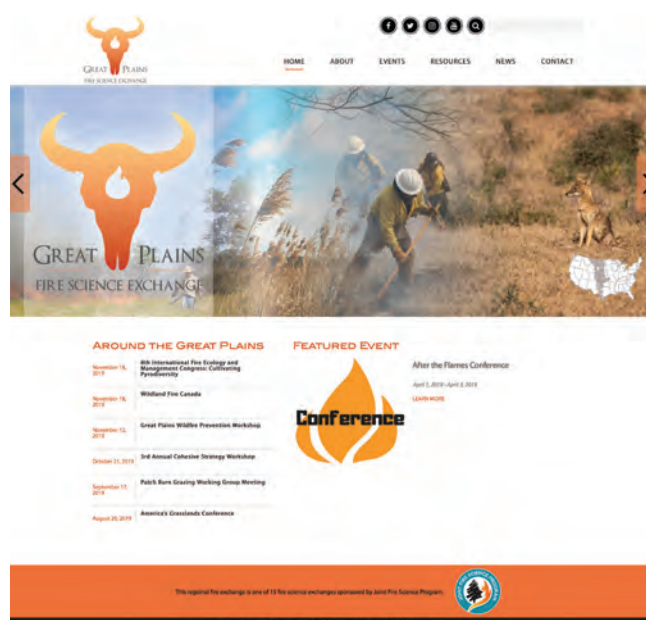 GREAT PLAINS
FIRE SCIENCE EXCHANGE
HOME ABOUT EVENTS RESOURCES NEWS CONTACT
GREAT PLAINS
FIRE SCIENCE EXCHANGE
AROUND THE GREAT PLAINS
November 18, 2019
8th International Fire Ecology and
Management Congress: Cultivating
Pyrodiversity
November 18,
2019
Wildland Fire Canada
November 12,
2019
Great Plains Wildfire Prevention Workshop
October 21, 2019
3rd Annual Cohesive Strategy Workshop
September 17,
2019
Patch Burn Grazing Working Group Meeting
August 20, 2019
America's Grasslands Conference
FEATURED EVENT
Conference
After the Flames Conference
April 1, 2019 - April 3, 2019
LEARN MORE
This regional fire exchange is one of 15 fire science exchanges sponsored by Joint Fire Science Program.
JOINT FIRE SCIENCE PROGRAM